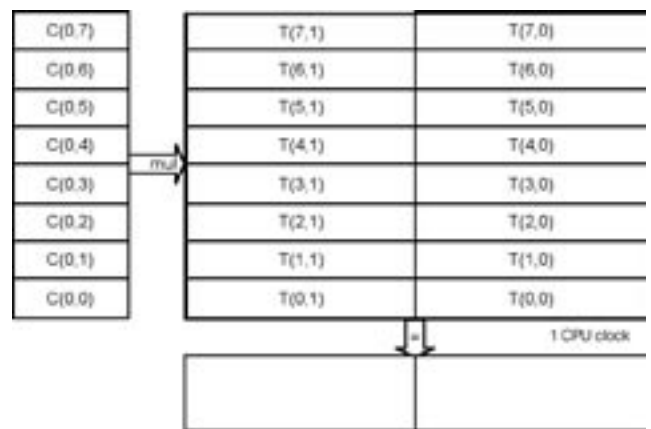 C(0,7) T(7,1) T(7,0)
C(0,6) T(6,1) T(6,0)
C(0,5) T(5,1) T(5,0)
C(0,4) T(4,1) T(4,0)
mul
C(0,3) T(3,1) T(3,0)
C(0,2) T(2,1) T(2,0)
C(0,1) T(1,1) T(1,0)
C(0,0) T(0,1) T(0,0)
= 1 CPU clock